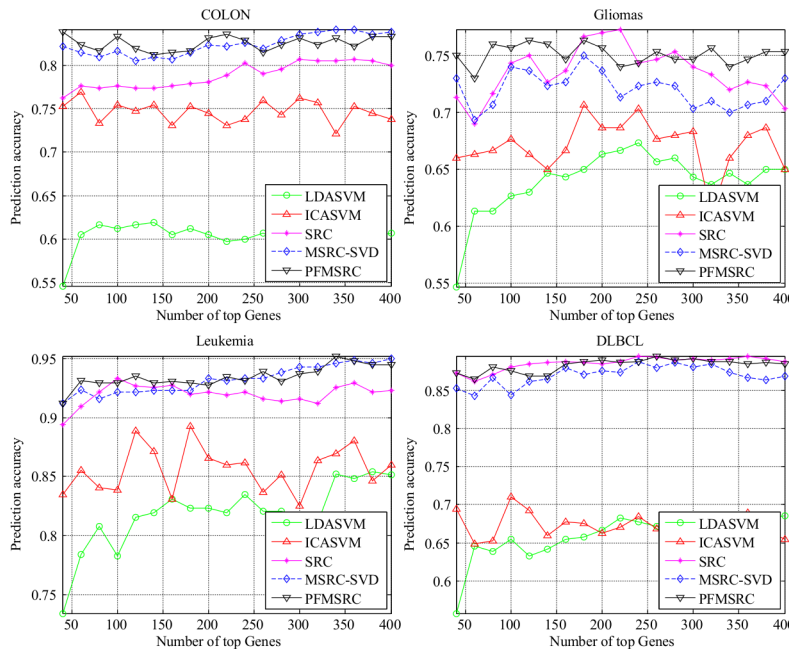 COLON
Prediction accuracy
0.8
0.75
0.7
0.65
0.6
0.55
50 100 150 200 250 300 350 400
Number of top Genes
LDASVM
ICASVM
SRC
MSRC-SVD
PFMSRC
Gliomas
Prediction accuracy
0.75
0.7
0.65
0.6
0.55
50 100 150 200 250 300 350 400
Number of top Genes
LDASVM
ICASVM
SRC
MSRC-SVD
PFMSRC
Leukemia
Prediction accuracy
0.95
0.9
0.85
0.8
0.75
50 100 150 200 250 300 350 400
Number of top Genes
LDASVM
ICASVM
SRC
MSRC-SVD
PFMSRC
DLBCL
Prediction accuracy
0.85
0.8
0.75
0.7
0.65
0.6
50 100 150 200 250 300 350 400
Number of top Genes
LDASVM
ICASVM
SRC
MSRC-SVD
PFMSRC